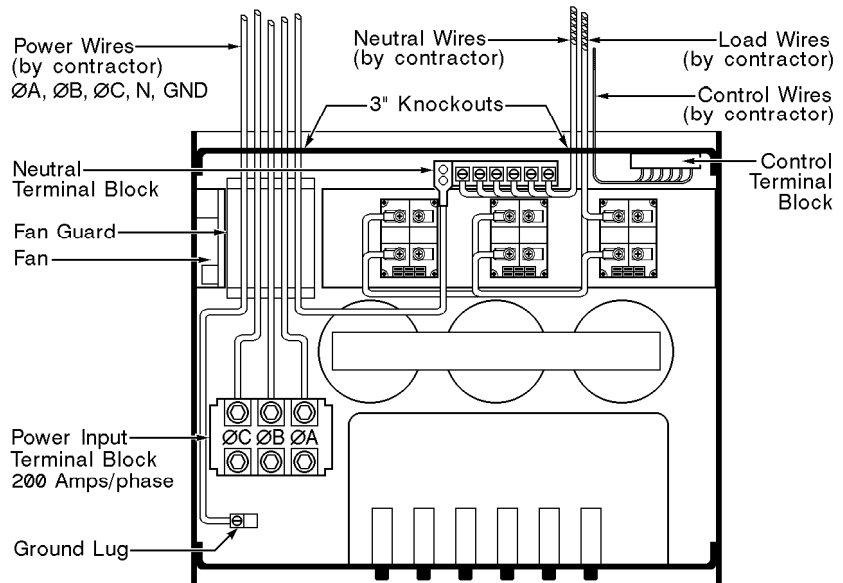 Power Wires
(by contractor)
ØA, ØB, ØC, N, GND
Neutral Wires
(by contractor)
Load Wires
(by contractor)
Control Wires
(by contractor)
3" Knockouts
Neutral
Terminal Block
Control
Terminal
Block
Fan Guard
Fan
Power Input
Terminal Block
200 Amps/phase
ØC ØB ØA
Ground Lug